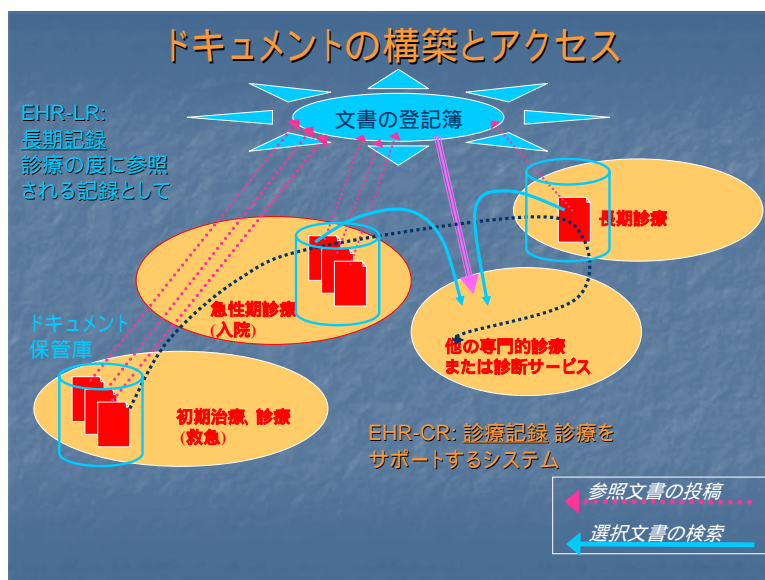 ドキュメントの構築とアクセス
EHR-LR:
長期記録
診療の度に参照
される記録として
文書の登記簿
長期診療
急性期診療
(入院)
ドキュメント
保管庫
他の専門的診療
または診断サービス
初期治療、診療
(救急)
EHR-CR: 診療記録 診療を
サポートするシステム
参照文書の投稿
選択文書の検索